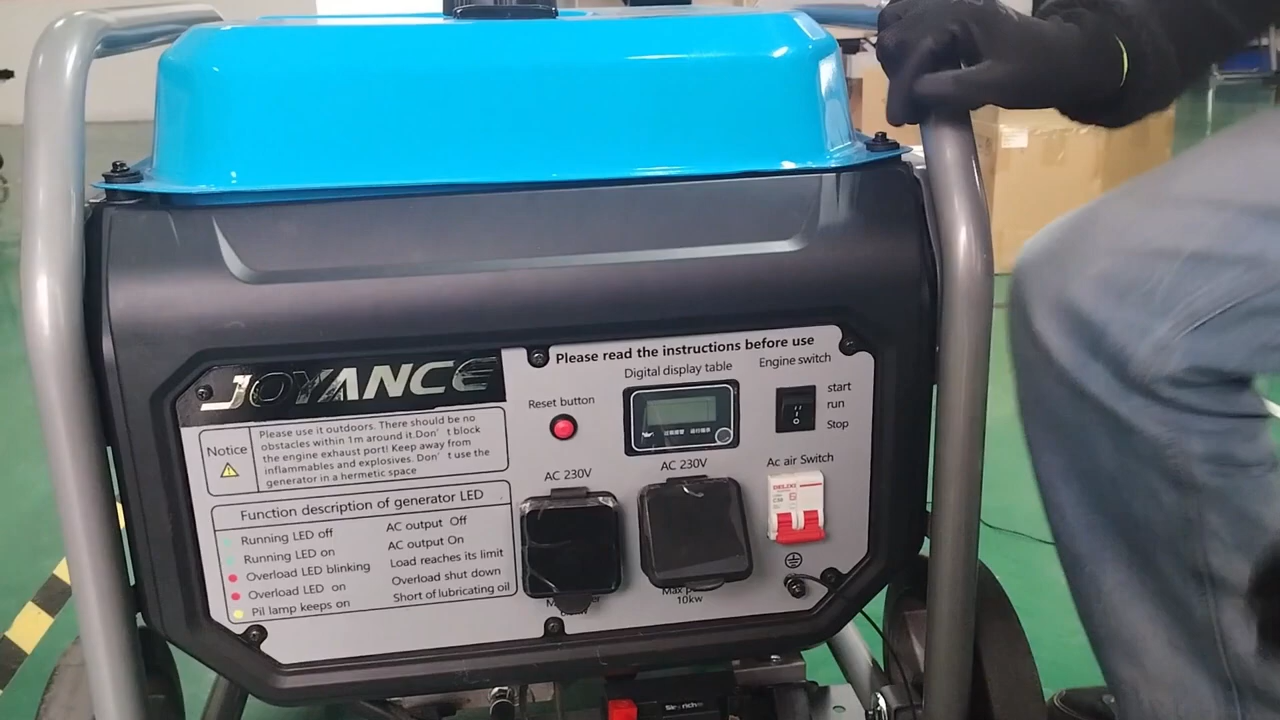 JOYANCE
Please read the instructions before use
Digital display table
Engine switch
start
run
Stop
Reset button
Notice
Please use it outdoors. There should be no
obstacles within 1m around it.Don't block
the engine exhaust port! Keep away from
inflammables and explosives. Don't use the
generator in a hermetic space
AC 230V
AC 230V
Ac air Switch
DELIXI
Function description of generator LED
Running LED off AC output Off
Running LED on AC output On
Overload LED blinking Load reaches its limit
Overload LED on Overload shut down
Pil lamp keeps on Short of lubricating oil
Max
10kw